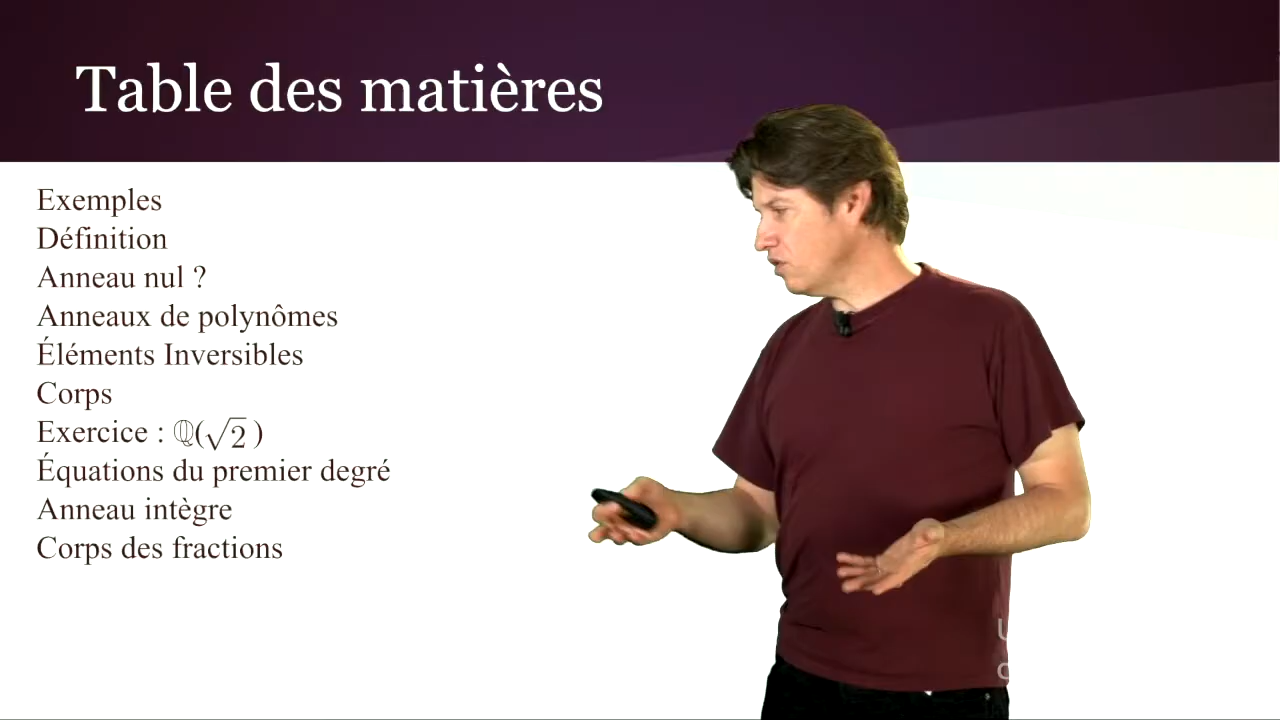 Table des matières
Exemples
Définition
Anneau nul ?
Anneaux de polynômes
Éléments Inversibles
Corps
Exercice : ℚ(√2)
Équations du premier degré
Anneau intègre
Corps des fractions